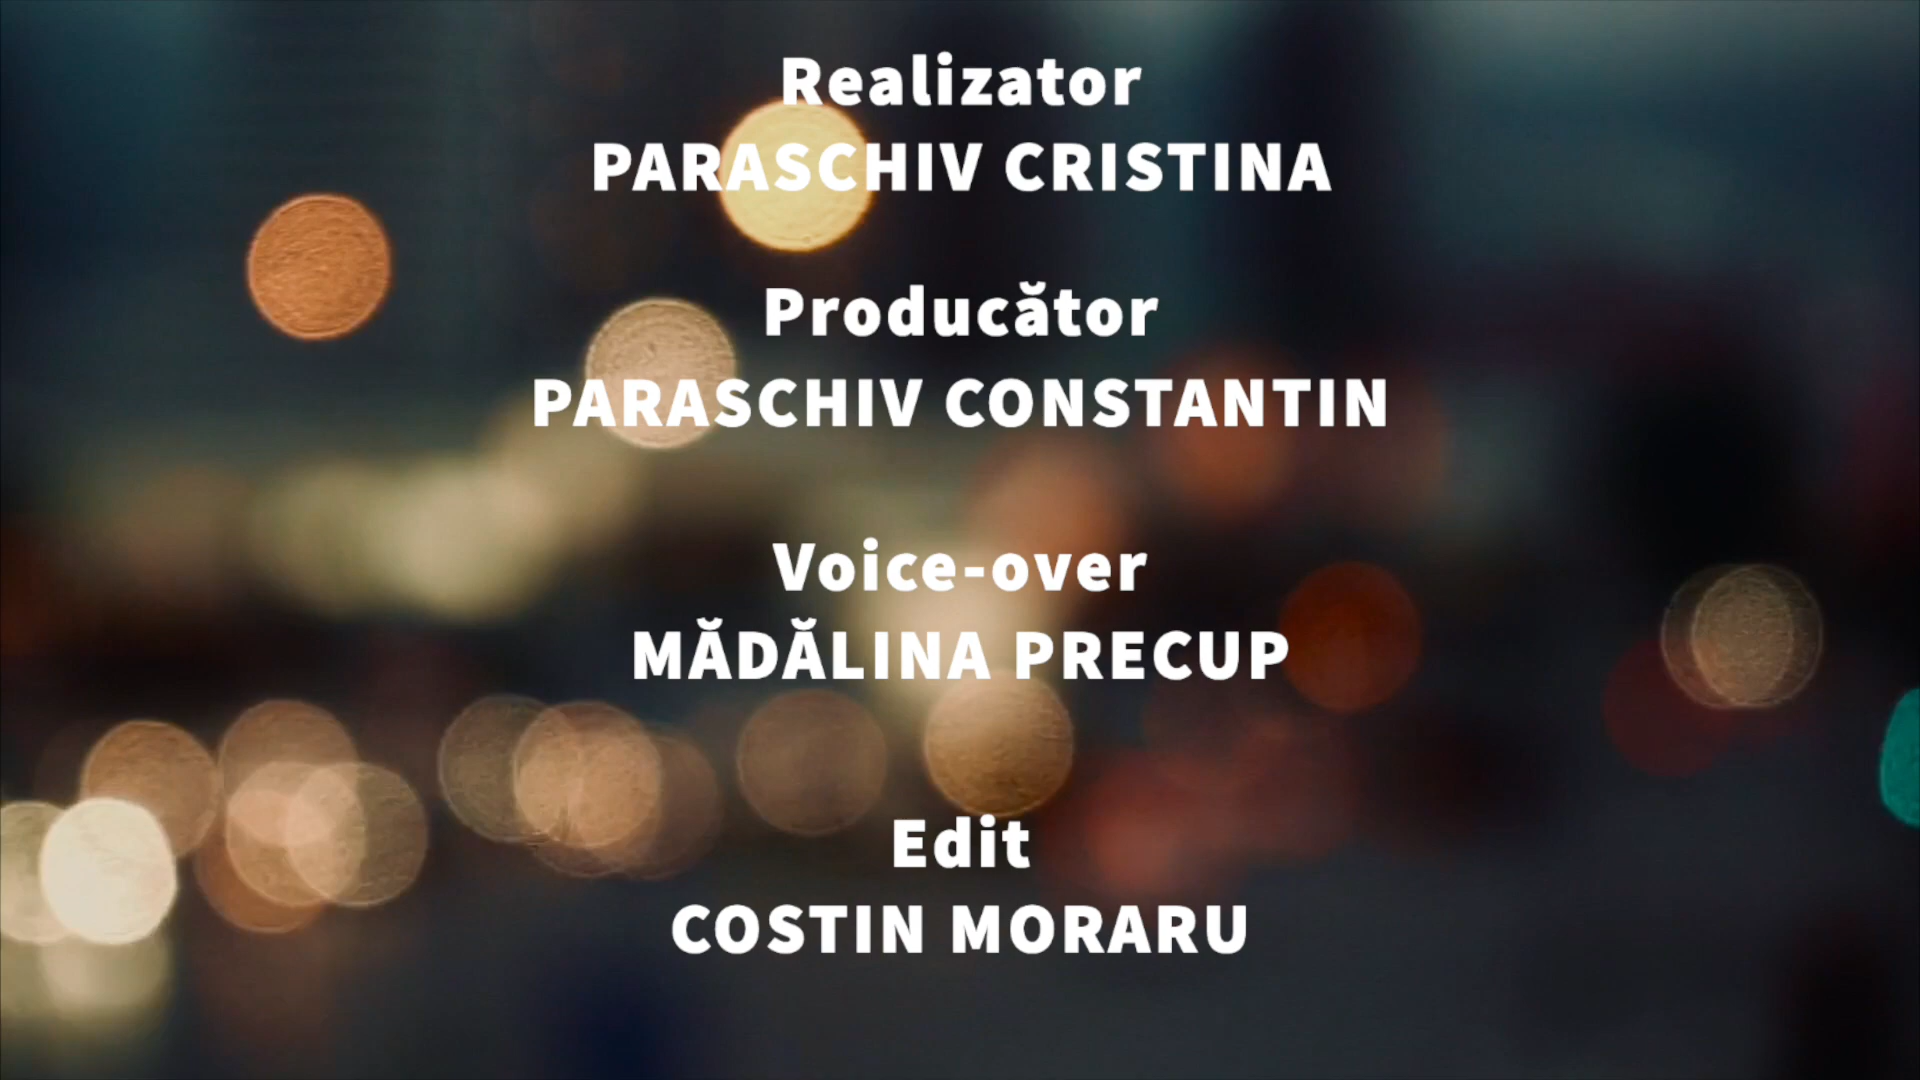 Realizator
PARASCHIV CRISTINA
Producător
PARASCHIV CONSTANTIN
Voice-over
MĂDĂLINA PRECUP
Edit
COSTIN MORARU